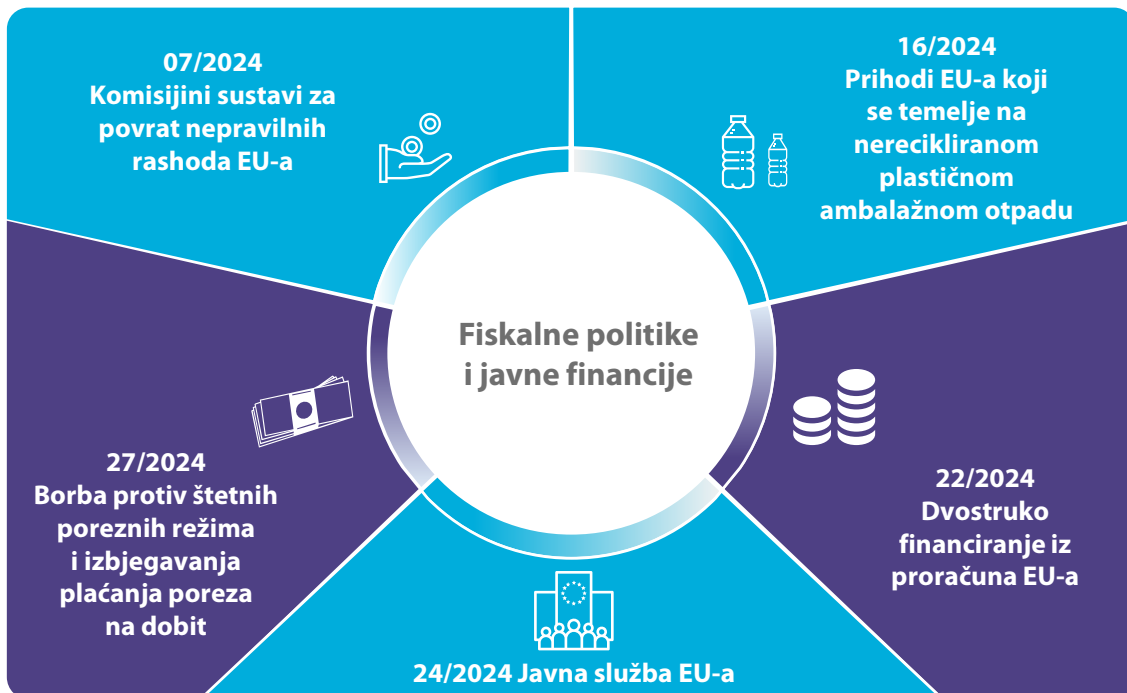 07/2024
Komisijini sustavi za
povrat nepravilnih
rashoda EU-a
16/2024
Prihodi EU-a koji
se temelje na
nerecikliranom
plastičnom
ambalažnom otpadu
Fiskalne politike
i javne financije
27/2024
Borba protiv štetnih
poreznih režima
i izbjegavanja
plaćanja poreza
na dobit
22/2024
Dvostruko
financiranje iz
proračuna EU-a
24/2024 Javna služba EU-a